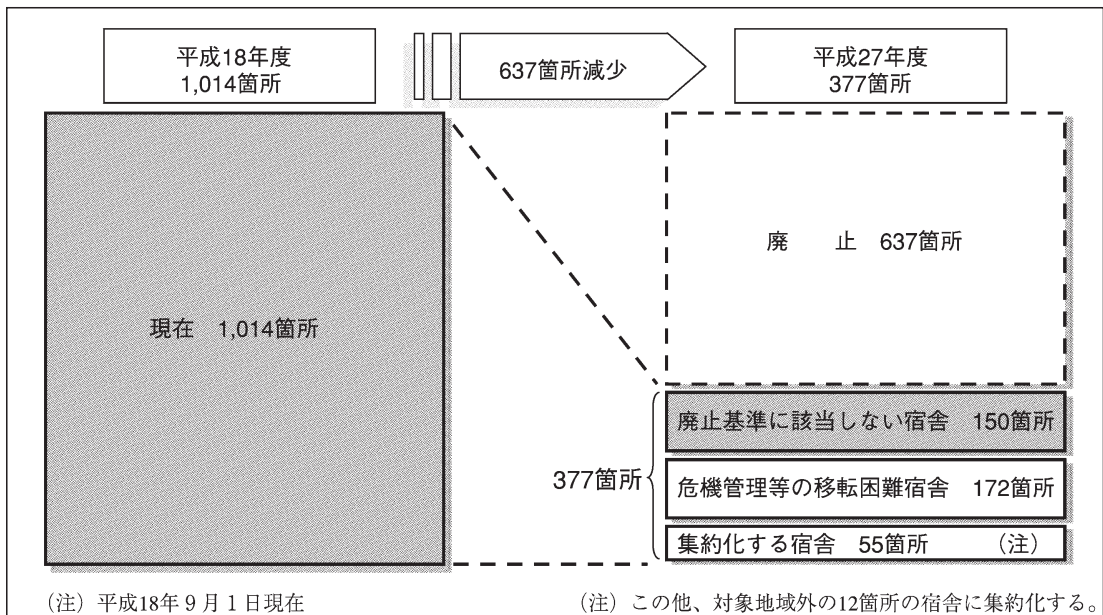 平成18年度
1,014箇所
637箇所減少
平成27年度
377箇所
現在　1,014箇所
廃　　止　637箇所
377箇所
廃止基準に該当しない宿舎　150箇所
危機管理等の移転困難宿舎　172箇所
集約化する宿舎　55箇所　　（注）
（注）平成18年９月１日現在
（注）この他、対象地域外の12箇所の宿舎に集約化する。